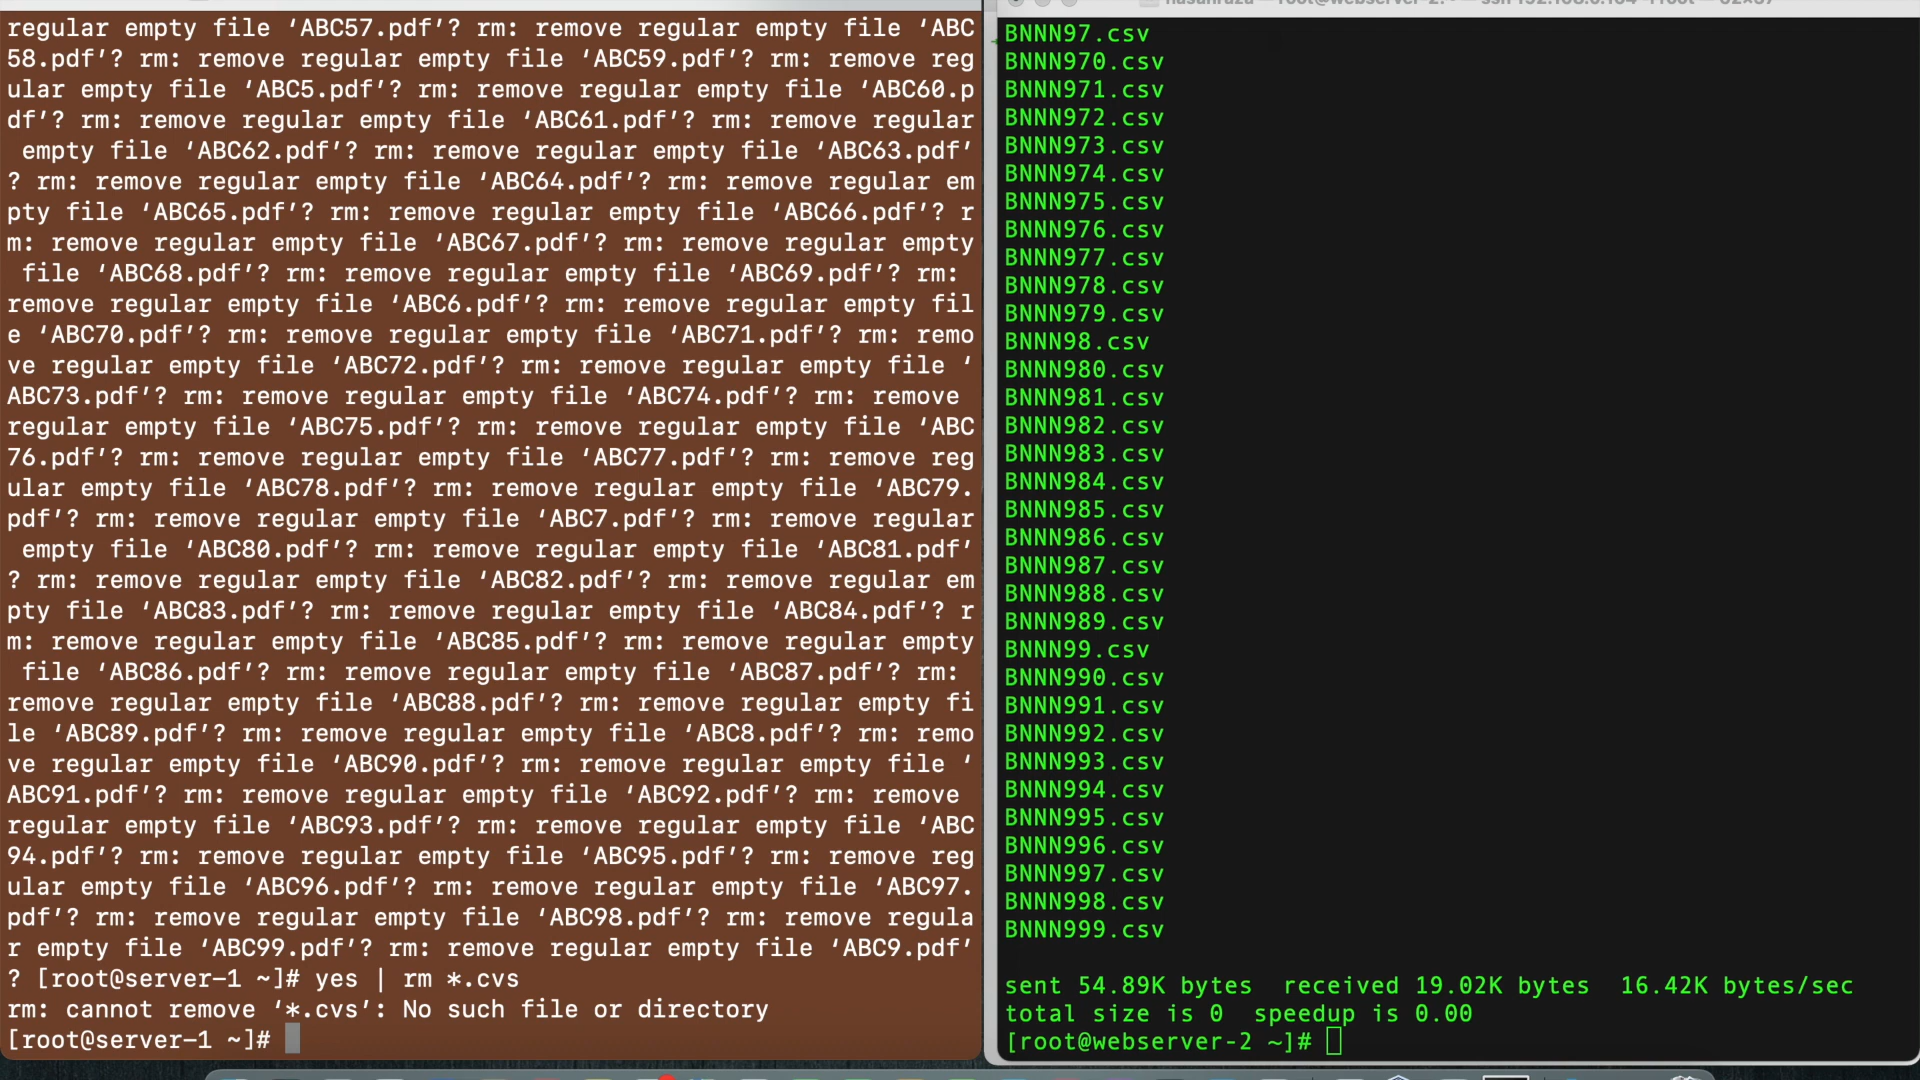 regular empty file ‘ABC57.pdf’? rm: remove regular empty file ‘ABC
58.pdf’? rm: remove regular empty file ‘ABC59.pdf’? rm: remove reg
ular empty file ‘ABC5.pdf’? rm: remove regular empty file ‘ABC60.p
df’? rm: remove regular empty file ‘ABC61.pdf’? rm: remove regular
 empty file ‘ABC62.pdf’? rm: remove regular empty file ‘ABC63.pdf’
? rm: remove regular empty file ‘ABC64.pdf’? rm: remove regular em
pty file ‘ABC65.pdf’? rm: remove regular empty file ‘ABC66.pdf’? r
m: remove regular empty file ‘ABC67.pdf’? rm: remove regular empty
 file ‘ABC68.pdf’? rm: remove regular empty file ‘ABC69.pdf’? rm:
remove regular empty file ‘ABC6.pdf’? rm: remove regular empty fil
e ‘ABC70.pdf’? rm: remove regular empty file ‘ABC71.pdf’? rm: remo
ve regular empty file ‘ABC72.pdf’? rm: remove regular empty file ‘
ABC73.pdf’? rm: remove regular empty file ‘ABC74.pdf’? rm: remove
regular empty file ‘ABC75.pdf’? rm: remove regular empty file ‘ABC
76.pdf’? rm: remove regular empty file ‘ABC77.pdf’? rm: remove reg
ular empty file ‘ABC78.pdf’? rm: remove regular empty file ‘ABC79.
pdf’? rm: remove regular empty file ‘ABC7.pdf’? rm: remove regular
 empty file ‘ABC80.pdf’? rm: remove regular empty file ‘ABC81.pdf’
? rm: remove regular empty file ‘ABC82.pdf’? rm: remove regular em
pty file ‘ABC83.pdf’? rm: remove regular empty file ‘ABC84.pdf’? r
m: remove regular empty file ‘ABC85.pdf’? rm: remove regular empty
 file ‘ABC86.pdf’? rm: remove regular empty file ‘ABC87.pdf’? rm:
remove regular empty file ‘ABC88.pdf’? rm: remove regular empty fi
le ‘ABC89.pdf’? rm: remove regular empty file ‘ABC8.pdf’? rm: remo
ve regular empty file ‘ABC90.pdf’? rm: remove regular empty file ‘
ABC91.pdf’? rm: remove regular empty file ‘ABC92.pdf’? rm: remove
regular empty file ‘ABC93.pdf’? rm: remove regular empty file ‘ABC
94.pdf’? rm: remove regular empty file ‘ABC95.pdf’? rm: remove reg
ular empty file ‘ABC96.pdf’? rm: remove regular empty file ‘ABC97.
pdf’? rm: remove regular empty file ‘ABC98.pdf’? rm: remove regula
r empty file ‘ABC99.pdf’? rm: remove regular empty file ‘ABC9.pdf’
? [root@server-1 ~]# yes | rm *.cvs
rm: cannot remove ‘*.cvs’: No such file or directory
[root@server-1 ~]#
BNNN97.csv
BNNN970.csv
BNNN971.csv
BNNN972.csv
BNNN973.csv
BNNN974.csv
BNNN975.csv
BNNN976.csv
BNNN977.csv
BNNN978.csv
BNNN979.csv
BNNN98.csv
BNNN980.csv
BNNN981.csv
BNNN982.csv
BNNN983.csv
BNNN984.csv
BNNN985.csv
BNNN986.csv
BNNN987.csv
BNNN988.csv
BNNN989.csv
BNNN99.csv
BNNN990.csv
BNNN991.csv
BNNN992.csv
BNNN993.csv
BNNN994.csv
BNNN995.csv
BNNN996.csv
BNNN997.csv
BNNN998.csv
BNNN999.csv
sent 54.89K bytes  received 19.02K bytes  16.42K bytes/sec
total size is 0  speedup is 0.00
[root@webserver-2 ~]#